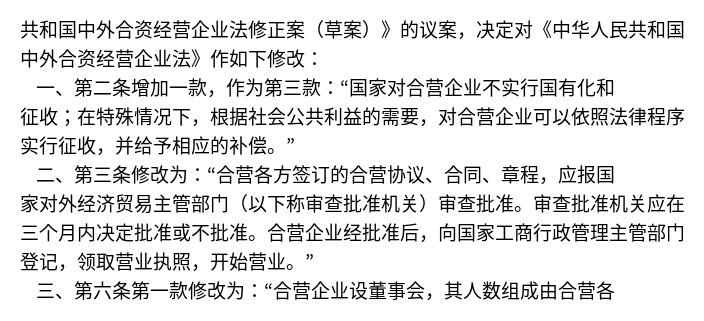 共和国中外合资经营企业法修正案（草案）》的议案，决定对《中华人民共和国
中外合资经营企业法》作如下修改：
一、第二条增加一款，作为第三款：“国家对合营企业不实行国有化和
征收；在特殊情况下，根据社会公共利益的需要，对合营企业可以依照法律程序
实行征收，并给予相应的补偿。”
二、第三条修改为：“合营各方签订的合营协议、合同、章程，应报国
家对外经济贸易主管部门（以下称审查批准机关）审查批准。审查批准机关应在
三个月内决定批准或不批准。合营企业经批准后，向国家工商行政管理主管部门
登记，领取营业执照，开始营业。”
三、第六条第一款修改为：“合营企业设董事会，其人数组成由合营各